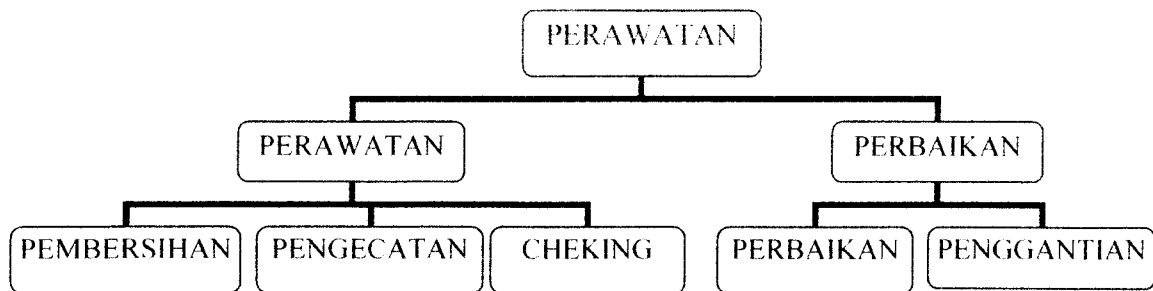 PERAWATAN
PERAWATAN
PERBAIKAN
PEMBERSIHAN
PENGECATAN
CHEKING
PERBAIKAN
PENGGANTIAN